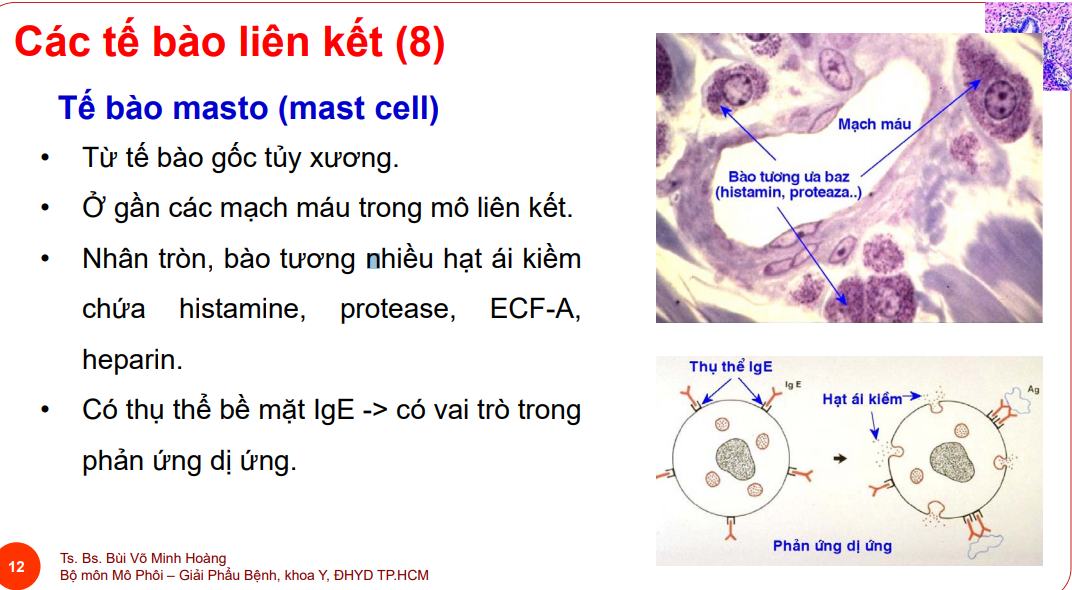 Các tế bào liên kết (8)
Tế bào masto (mast cell)
• Từ tế bào gốc tủy xương.
• Ở gần các mạch máu trong mô liên kết.
• Nhân tròn, bào tương nhiều hạt ái kiềm
chứa histamine, protease, ECF-A,
heparin.
• Có thụ thể bề mặt IgE -> có vai trò trong
phản ứng dị ứng.
Mạch máu
Bào tương ưa baz
(histamin, proteaza..)
Thụ thể IgE
Ig E
Hạt ái kiềm
Ag
Phản ứng dị ứng
12
Ts. Bs. Bùi Võ Minh Hoàng
Bộ môn Mô Phôi – Giải Phẩu Bệnh, khoa Y, ĐHYD TP.HCM